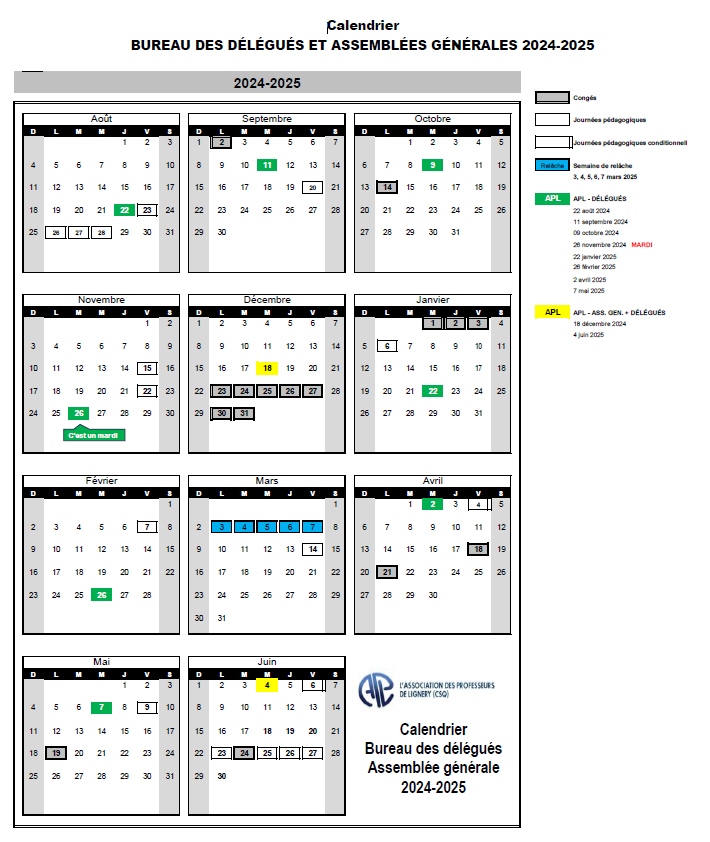 Calendrier
BUREAU DES DÉLÉGUÉS ET ASSEMBLÉES GÉNÉRALES 2024-2025
2024-2025
Août
D L M M J V S
1 2 3
4 5 6 7 8 9 10
11 12 13 14 15 16 17
18 19 20 21 22 23 24
25 26 27 28 29 30 31
Septembre
D L M M J V S
1 2 3 4 5 6 7
8 9 10 11 12 13 14
15 16 17 18 19 20 21
22 23 24 25 26 27 28
29 30
Octobre
D L M M J V S
1 2 3 4 5
6 7 8 9 10 11 12
13 14 15 16 17 18 19
20 21 22 23 24 25 26
27 28 29 30 31
Novembre
D L M M J V S
1 2
3 4 5 6 7 8 9
10 11 12 13 14 15 16
17 18 19 20 21 22 23
24 25 26 27 28 29 30
C'est un mardi
Décembre
D L M M J V S
1 2 3 4 5 6 7
8 9 10 11 12 13 14
15 16 17 18 19 20 21
22 23 24 25 26 27 28
29 30 31
Janvier
D L M M J V S
1 2 3 4
5 6 7 8 9 10 11
12 13 14 15 16 17 18
19 20 21 22 23 24 25
26 27 28 29 30 31
Février
D L M M J V S
1
2 3 4 5 6 7 8
9 10 11 12 13 14 15
16 17 18 19 20 21 22
23 24 25 26 27 28
Mars
D L M M J V S
1
2 3 4 5 6 7 8
9 10 11 12 13 14 15
16 17 18 19 20 21 22
23 24 25 26 27 28 29
30 31
Avril
D L M M J V S
1 2 3 4 5
6 7 8 9 10 11 12
13 14 15 16 17 18 19
20 21 22 23 24 25 26
27 28 29 30
Mai
D L M M J V S
1 2 3
4 5 6 7 8 9 10
11 12 13 14 15 16 17
18 19 20 21 22 23 24
25 26 27 28 29 30 31
Juin
D L M M J V S
1 2 3 4 5 6 7
8 9 10 11 12 13 14
15 16 17 18 19 20 21
22 23 24 25 26 27 28
29 30
L'ASSOCIATION DES PROFESSEURS
DE LIGNERY (CSQ)
Calendrier
Bureau des délégués
Assemblée générale
2024-2025
Congés
Journées pédagogiques
Journées pédagogiques conditionnell
Relâche Semaine de relâche
3, 4, 5, 6, 7 mars 2025
APL APL - DÉLÉGUÉS
22 août 2024
11 septembre 2024
09 octobre 2024
26 novembre 2024 MARDI
22 janvier 2025
26 février 2025
2 avril 2025
7 mai 2025
APL APL - ASS. GEN. + DÉLÉGUÉS
18 décembre 2024
4 juin 2025